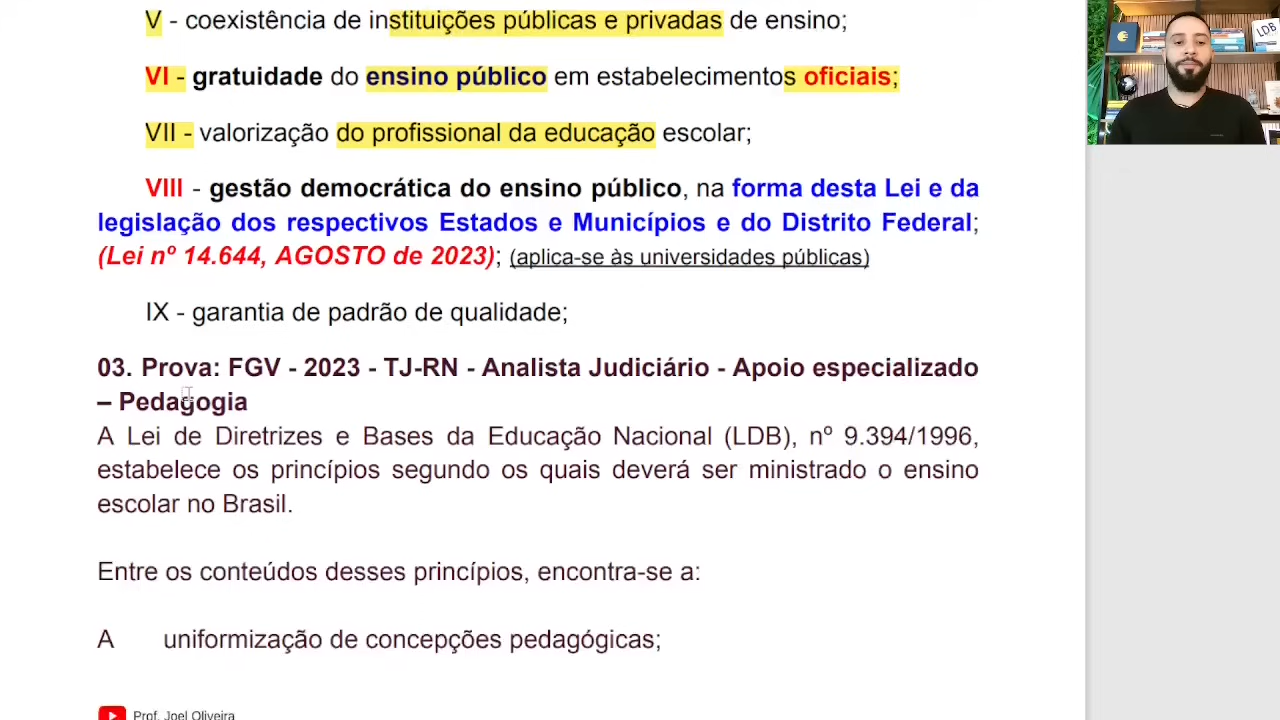 V - coexistência de instituições públicas e privadas de ensino;
VI - gratuidade do ensino público em estabelecimentos oficiais;
VII - valorização do profissional da educação escolar;
VIII - gestão democrática do ensino público, na forma desta Lei e da
legislação dos respectivos Estados e Municípios e do Distrito Federal;
(Lei nº 14.644, AGOSTO de 2023); (aplica-se às universidades públicas)
IX - garantia de padrão de qualidade;
03. Prova: FGV - 2023 - TJ-RN - Analista Judiciário - Apoio especializado
– Pedagogia
A Lei de Diretrizes e Bases da Educação Nacional (LDB), nº 9.394/1996,
estabelece os princípios segundo os quais deverá ser ministrado o ensino
escolar no Brasil.
Entre os conteúdos desses princípios, encontra-se a:
A uniformização de concepções pedagógicas;
Prof. Joel Oliveira
LDB